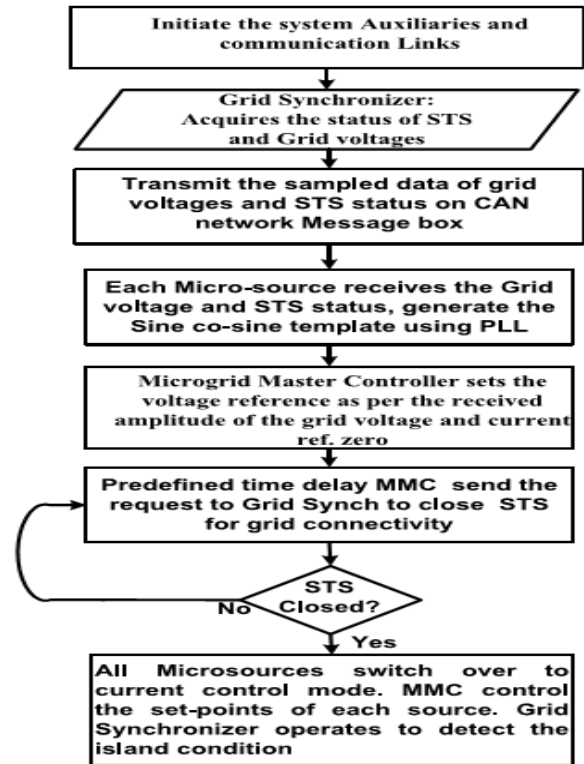 Initiate the system Auxiliaries and
communication Links
Grid Synchronizer:
Acquires the status of STS
and Grid voltages
Transmit the sampled data of grid
voltages and STS status on CAN
network Message box
Each Micro-source receives the Grid
voltage and STS status, generate the
Sine co-sine template using PLL
Microgrid Master Controller sets the
voltage reference as per the received
amplitude of the grid voltage and current
ref. zero
Predefined time delay MMC send the
request to Grid Synch to close STS
for grid connectivity
STS
Closed?
No
Yes
All Microsources switch over to
current control mode. MMC control
the set-points of each source. Grid
Synchronizer operates to detect the
island condition